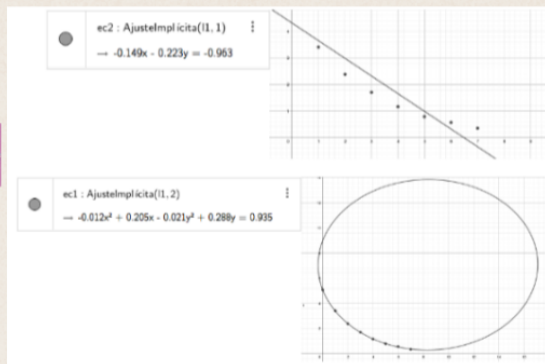 ec2 : AjusteImplícita(l1, 1)
→ -0.149x - 0.223y = -0.963
ec1 : AjusteImplícita(l1, 2)
→ -0.012x² + 0.205x - 0.021y² + 0.288y = 0.935